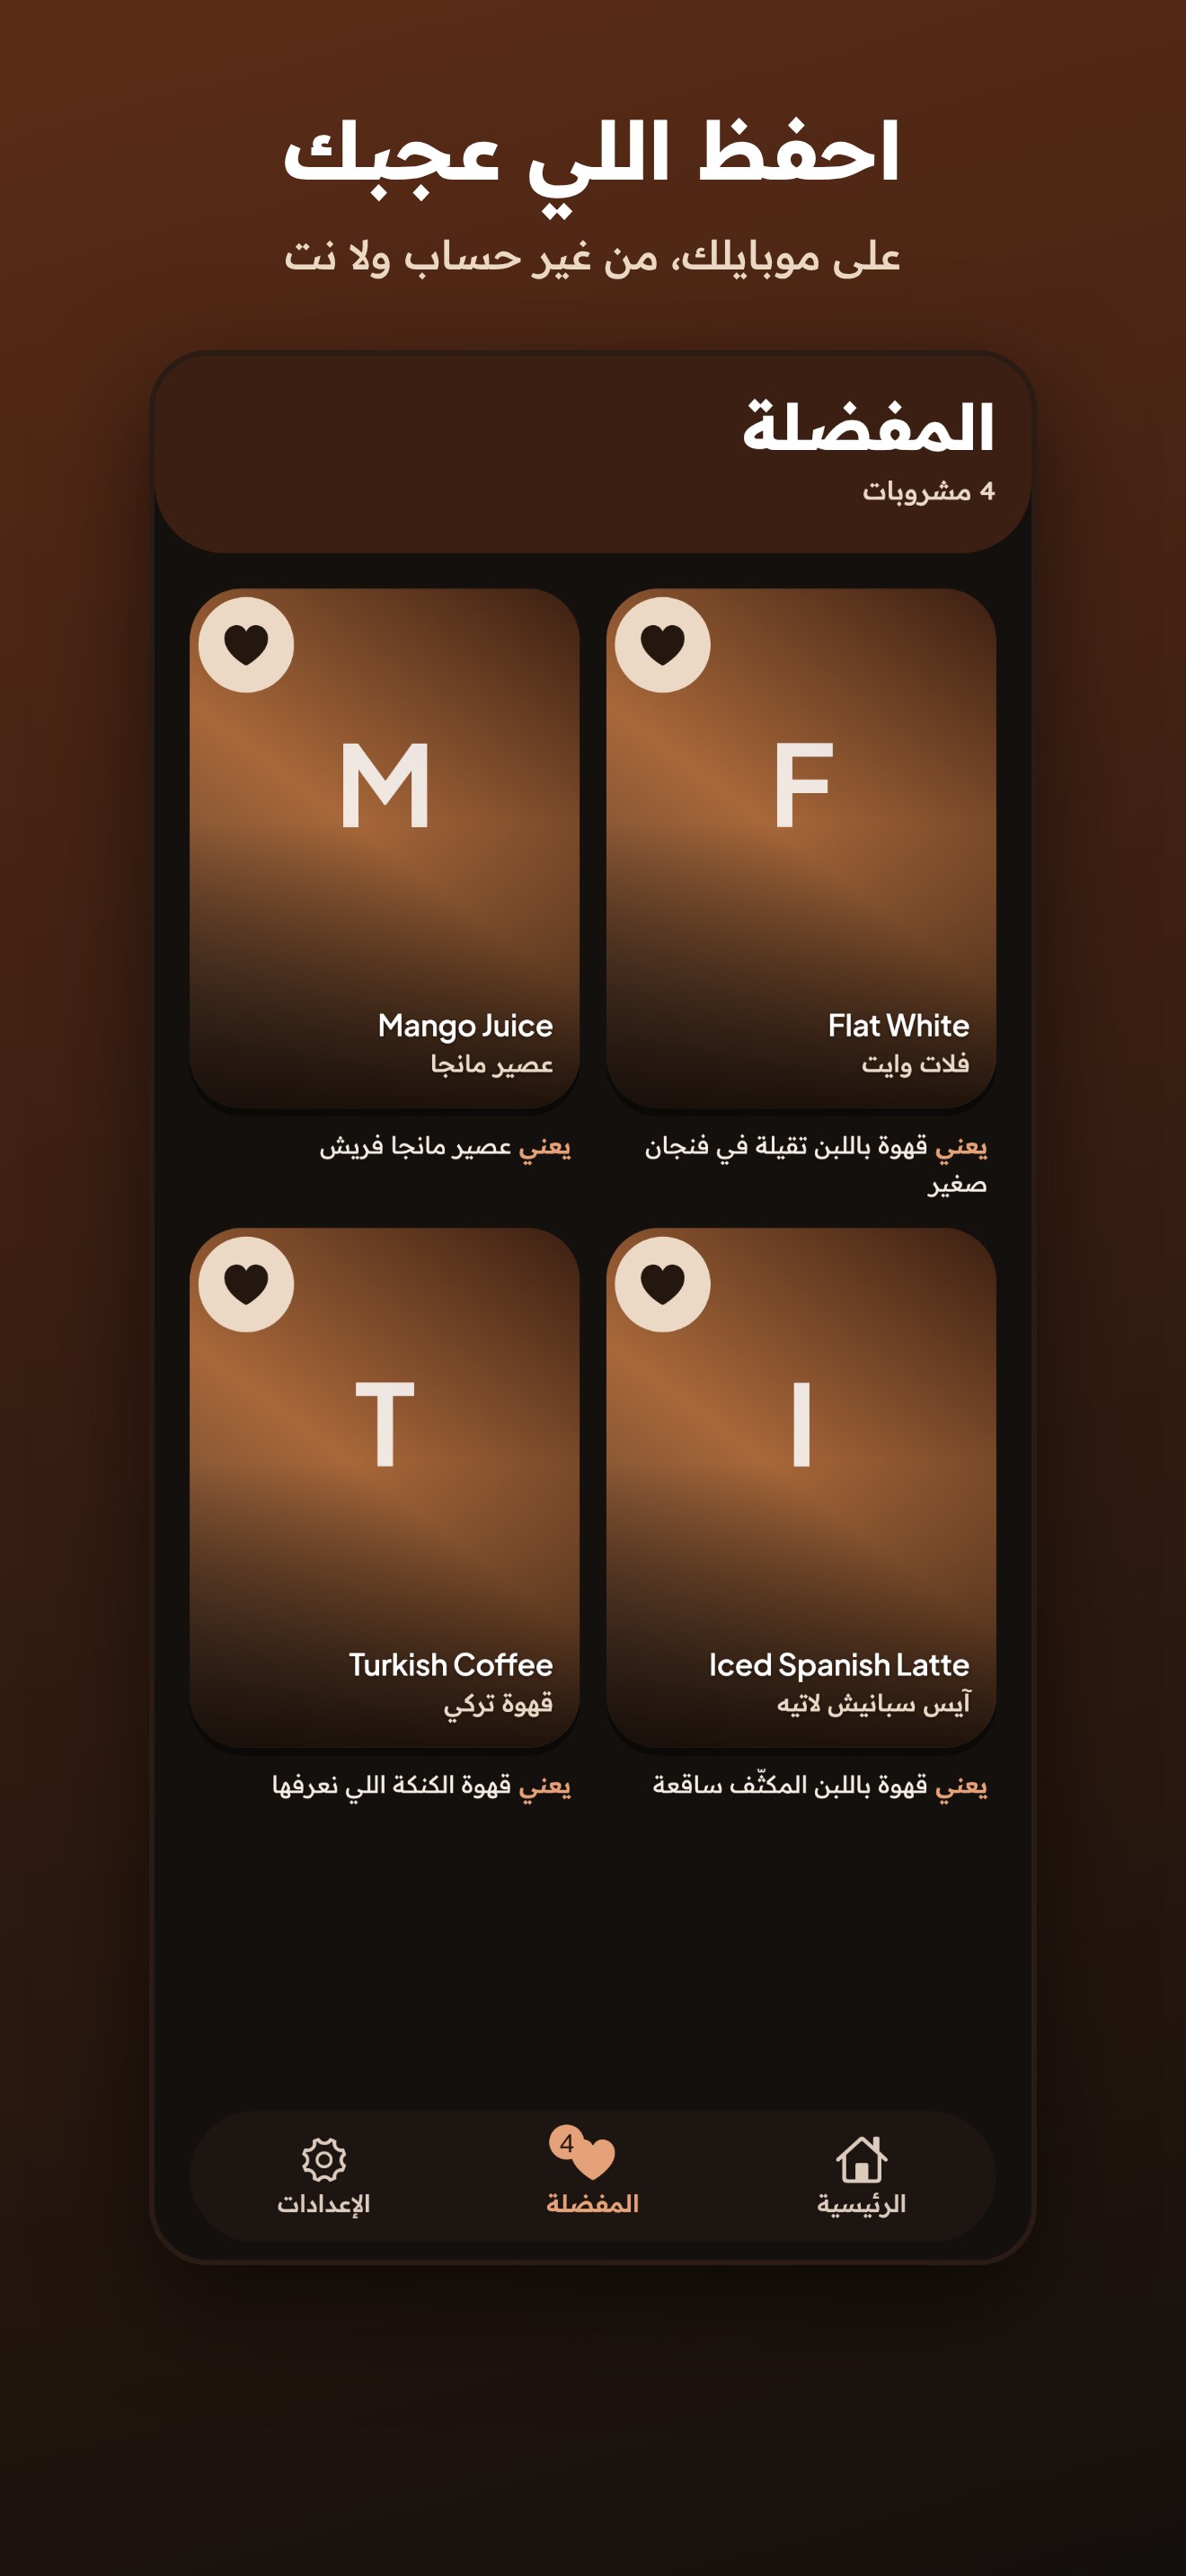 احفظ اللي عجبك
على موبايلك، من غير حساب ولا نت
المفضلة
4 مشروبات
F
Flat White
فلات وايت
يعني قهوة باللبن تقيلة في فنجان
صغير
M
Mango Juice
عصير مانجا
يعني عصير مانجا فريش
I
Iced Spanish Latte
آيس سبانيش لاتيه
يعني قهوة باللبن المكثّف ساقعة
T
Turkish Coffee
قهوة تركي
يعني قهوة الكنكة اللي نعرفها
الرئيسية
4
المفضلة
الإعدادات